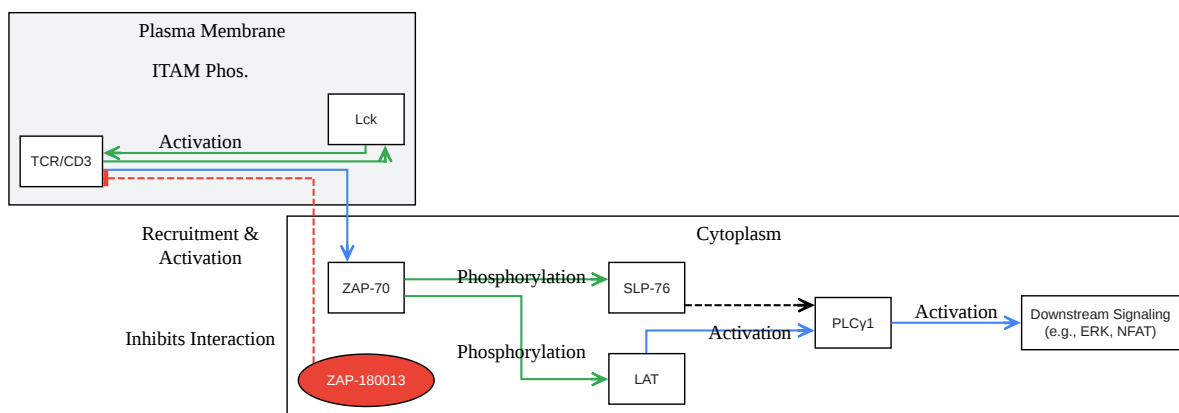 Plasma Membrane
ITAM Phos.
Lck
Activation
TCR/CD3
Recruitment &
Activation
Cytoplasm
ZAP-70
Phosphorylation
SLP-76
PLCγ1
Activation
Downstream Signaling
(e.g., ERK, NFAT)
Activation
Inhibits Interaction
Phosphorylation
ZAP-180013
LAT